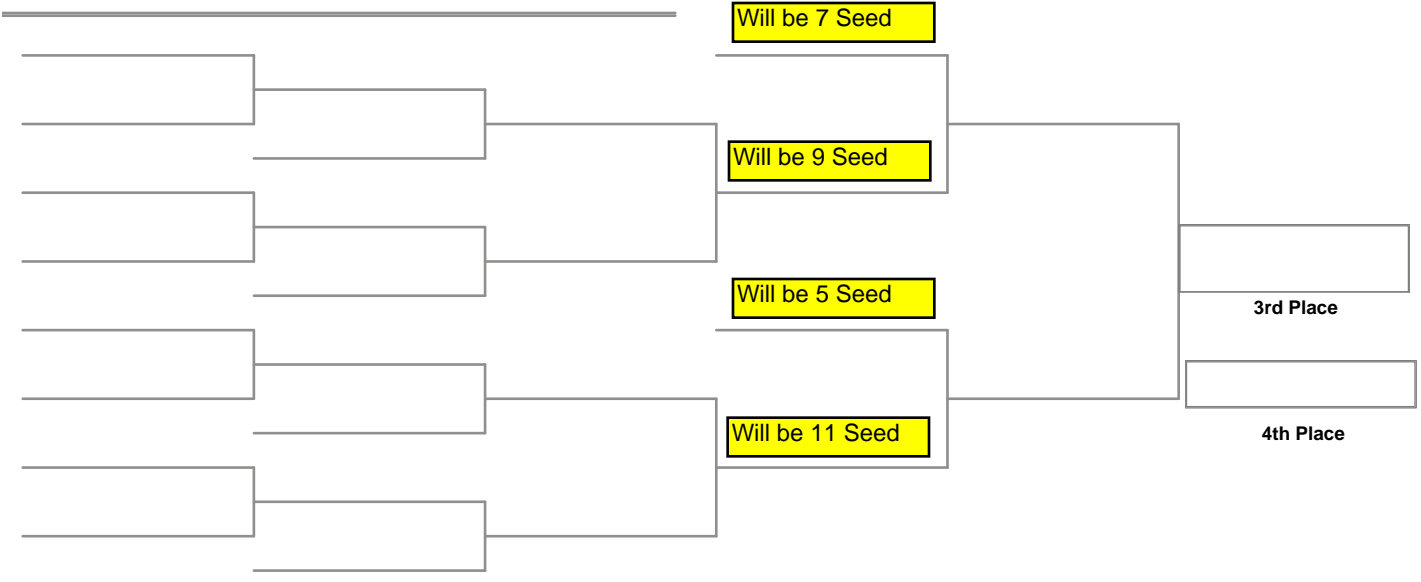 Will be 7 Seed
Will be 9 Seed
Will be 5 Seed
3rd Place
Will be 11 Seed
4th Place